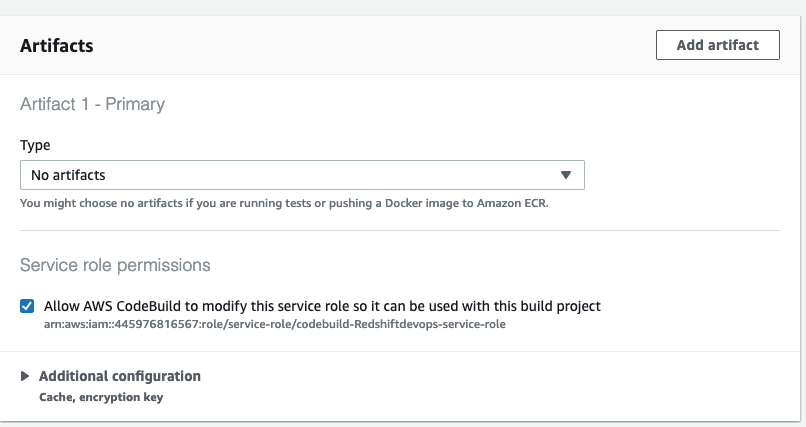 Artifacts
Add artifact
Artifact 1 - Primary
Type
No artifacts
You might choose no artifacts if you are running tests or pushing a Docker image to Amazon ECR.
Service role permissions
Allow AWS CodeBuild to modify this service role so it can be used with this build project
arn:aws:iam::445976816567:role/service-role/codebuild-Redshiftdevops-service-role
Additional configuration
Cache, encryption key